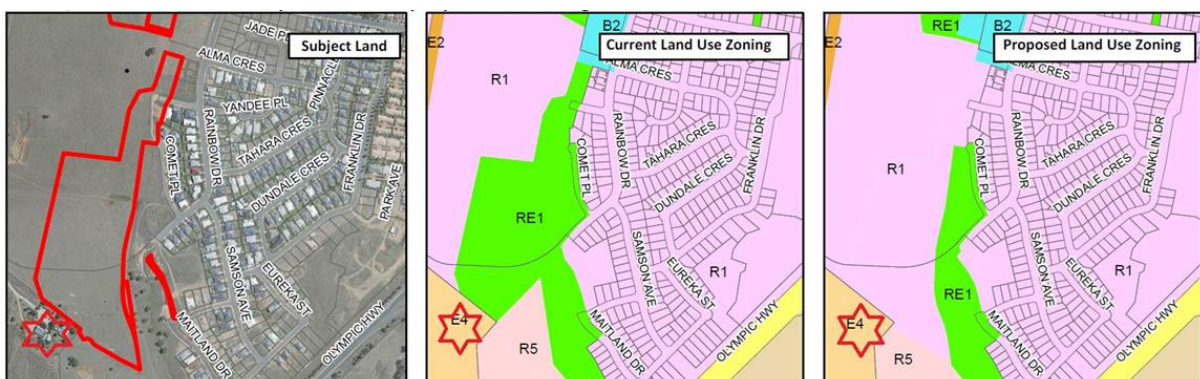 Subject Land
JADE PL
ALMA CRES
YANDEE PL
PINNACLE
RAINBOW DR
TAHARA CRES
COMET PL
DUNDALE CRES
FRANKLIN DR
PARK AVE
SAMSON AVE
EUREKA ST
MAITLAND DR
OLYMPIC HWY
Current Land Use Zoning
E2
B2
R1
ALMA CRES
RAINBOW DR
TAHARA CRES
COMET PL
DUNDALE CRES
FRANKLIN DR
RE1
SAMSON AVE
EUREKA ST
R1
E4
MAITLAND DR
R5
OLYMPIC HWY
Proposed Land Use Zoning
E2
RE1
B2
R1
ALMA CRES
RAINBOW DR
TAHARA CRES
COMET PL
DUNDALE CRES
FRANKLIN DR
RE1
SAMSON AVE
EUREKA ST
R1
E4
MAITLAND DR
R5
OLYMPIC HWY